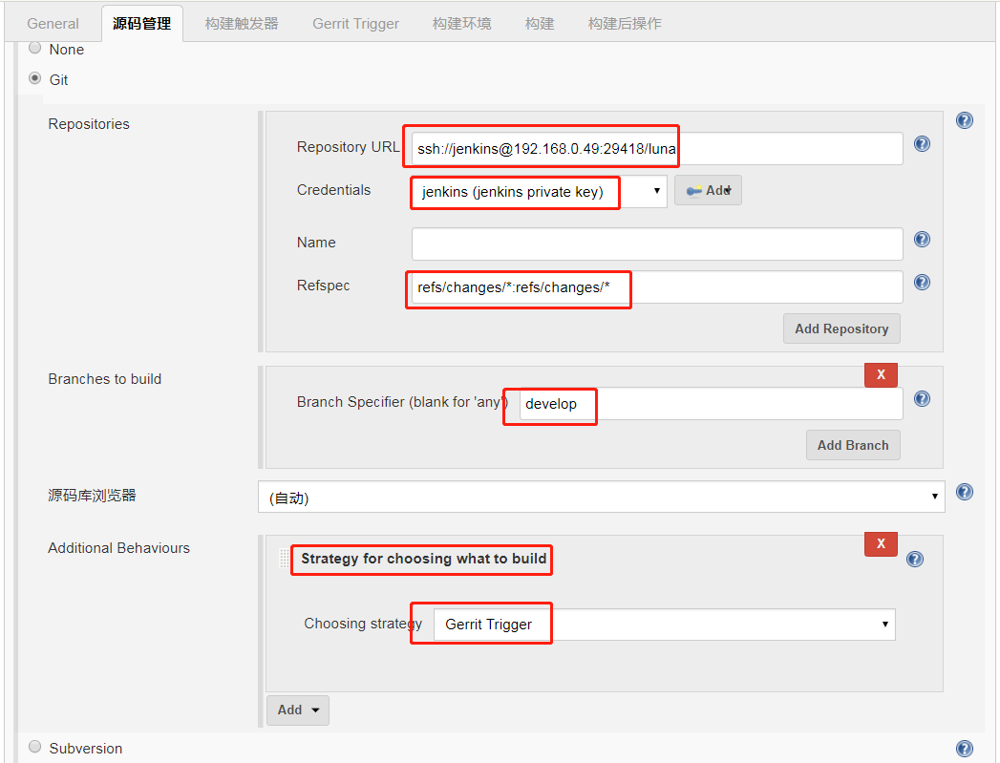 General 源码管理 构建触发器 Gerrit Trigger 构建环境 构建 构建后操作
None
Git
Repositories
Repository URL ssh://jenkins@192.168.0.49:29418/luna
Credentials jenkins (jenkins private key) Add
Name
Refspec refs/changes/*:refs/changes/*
Add Repository
Branches to build
X
Branch Specifier (blank for 'any') develop
Add Branch
源码库浏览器 (自动)
Additional Behaviours
X
Strategy for choosing what to build
Choosing strategy Gerrit Trigger
Add
Subversion